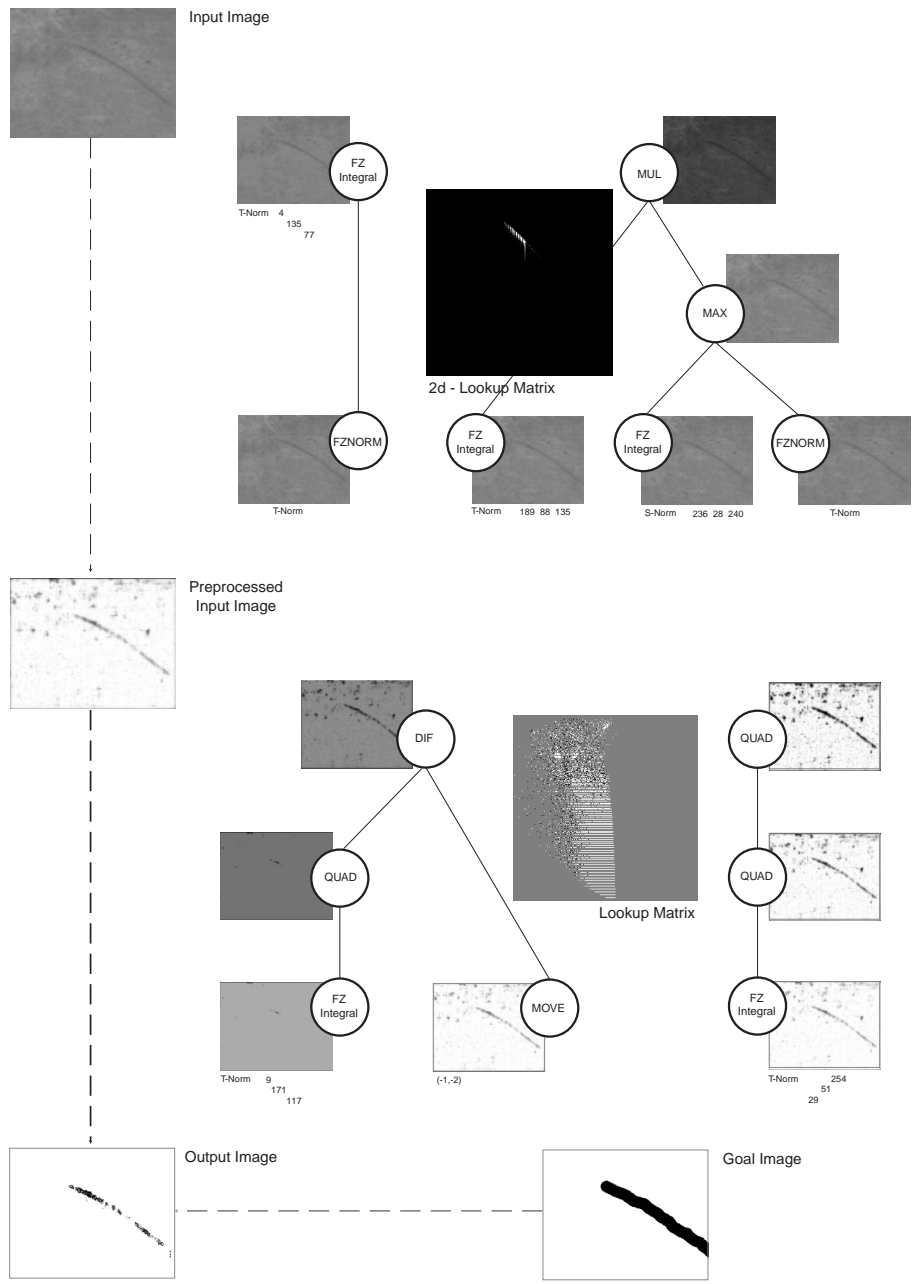 Input Image
FZ
Integral
MUL
T-Norm 4
135
77
MAX
2d - Lookup Matrix
FZNORM
FZ
Integral
FZ
Integral
FZNORM
T-Norm
T-Norm 189 88 135
S-Norm 236 28 240
T-Norm
Preprocessed
Input Image
DIF
QUAD
QUAD
QUAD
Lookup Matrix
FZ
Integral
MOVE
FZ
Integral
T-Norm 9
171
117
(-1,-2)
T-Norm 254
51
29
Output Image
Goal Image